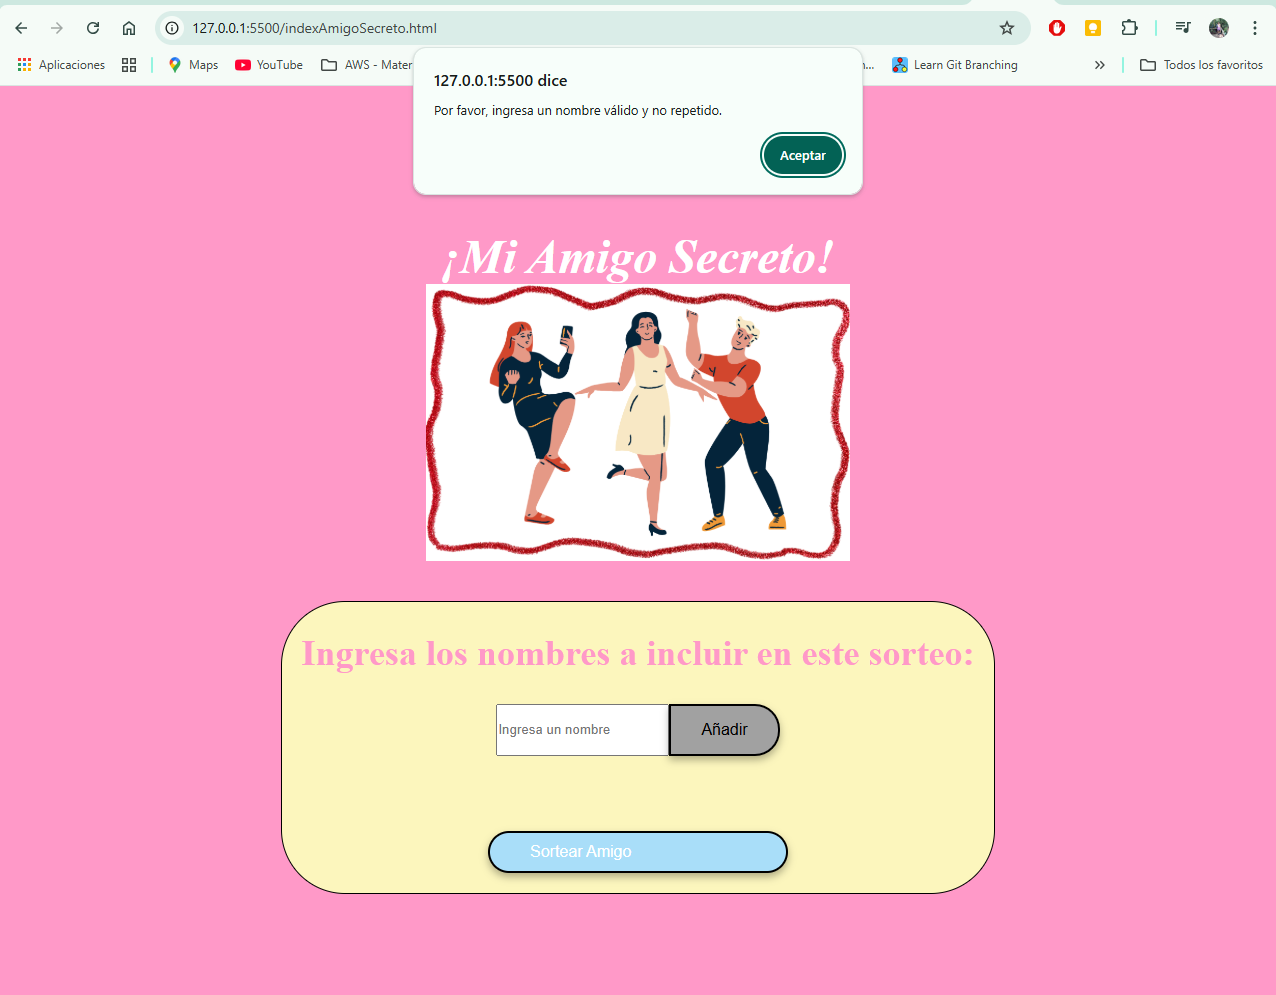 127.0.0.1:5500/indexAmigoSecreto.html
Aplicaciones
Maps
YouTube
AWS - Mater
n...
Learn Git Branching
Todos los favoritos
127.0.0.1:5500 dice
Por favor, ingresa un nombre válido y no repetido.
Aceptar
¡Mi Amigo Secreto!
Ingresa los nombres a incluir en este sorteo:
Ingresa un nombre
Añadir
Sortear Amigo